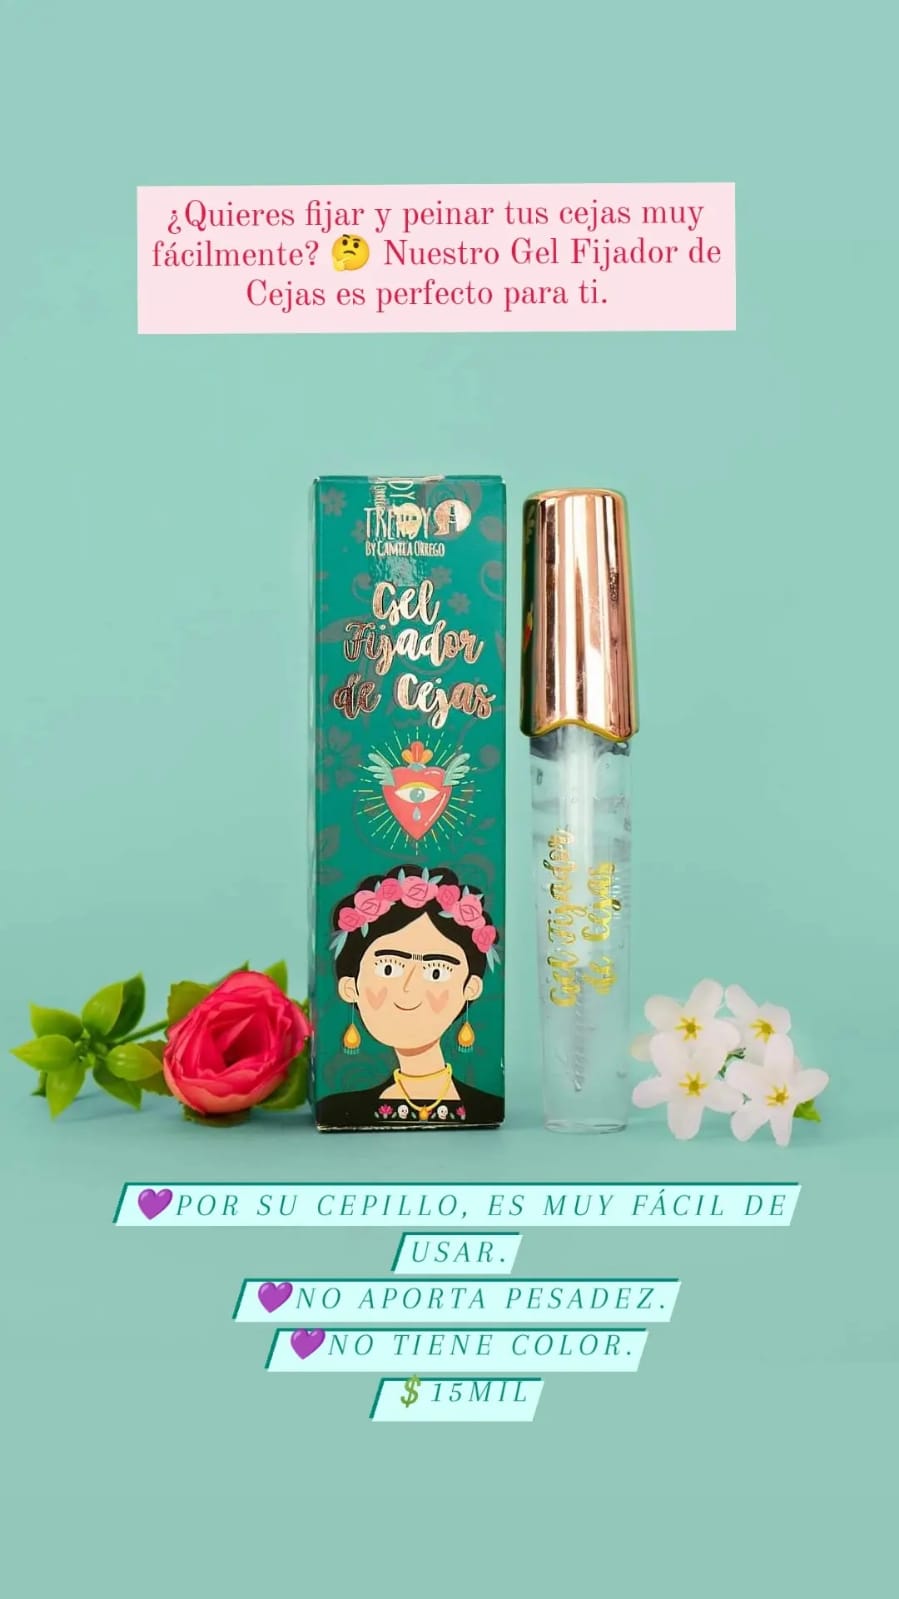 ¿Quieres fijar y peinar tus cejas muy
fácilmente? 🤔 Nuestro Gel Fijador de
Cejas es perfecto para ti.
TRENDY
BY CAMILA ORREGO
Gel
Fijador
de Cejas
Gel Fijador
de Cejas
💜POR SU CEPILLO, ES MUY FÁCIL DE
USAR.
💜NO APORTA PESADEZ.
💜NO TIENE COLOR.
💲15MIL